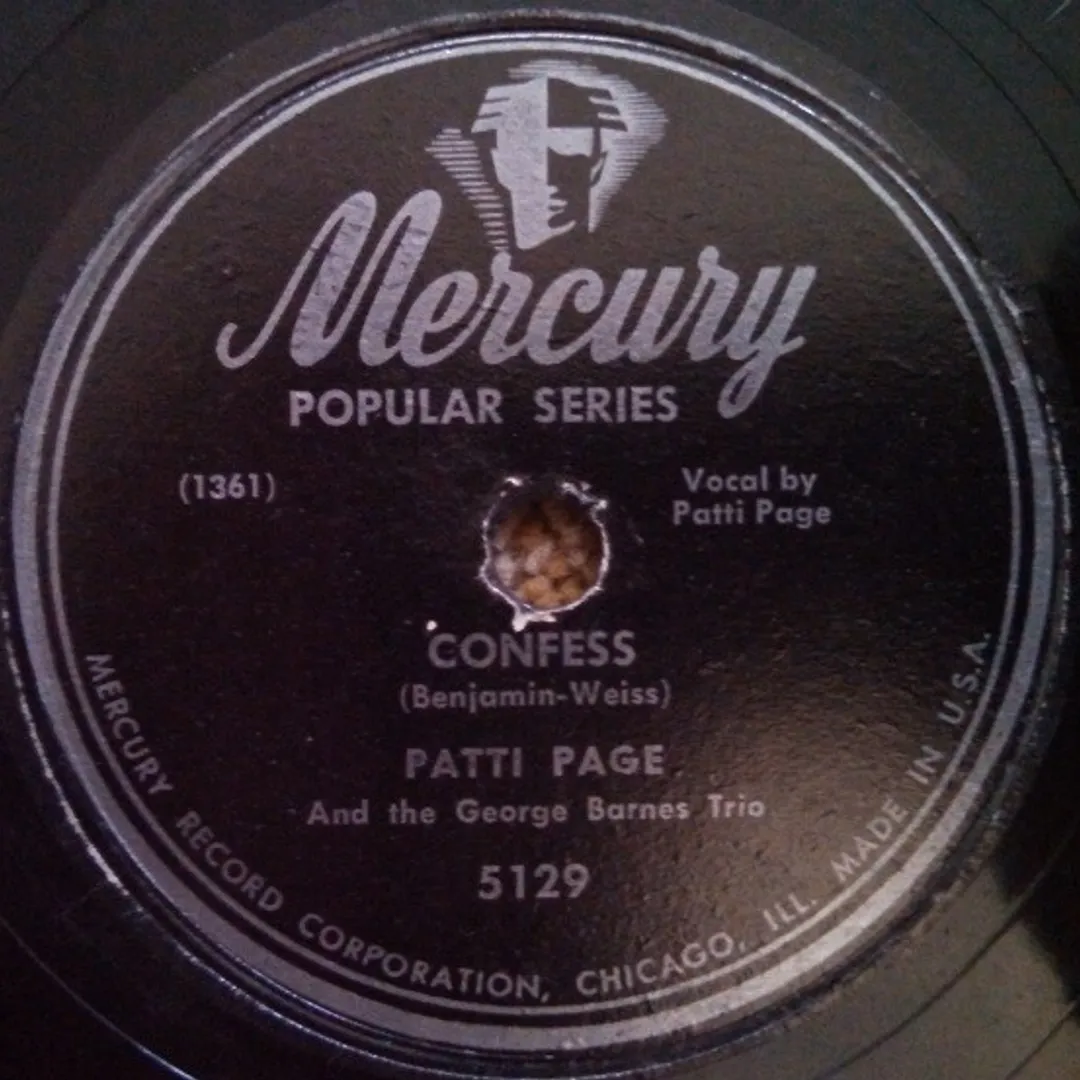 Mercury
POPULAR SERIES
(1361)
Vocal by
Patti Page
CONFESS
(Benjamin-Weiss)
PATTI PAGE
And the George Barnes Trio
5129
MERCURY RECORD CORPORATION, CHICAGO, ILL. MADE IN U.S.A.